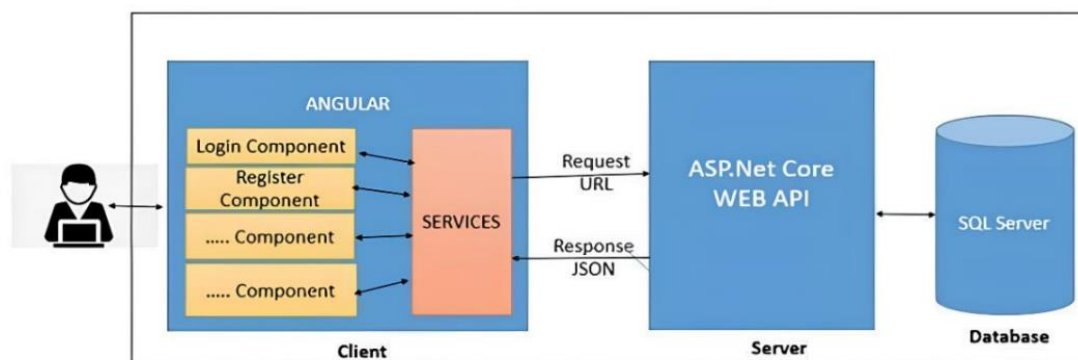 ANGULAR
Login Component
Register
Component
..... Component
..... Component
SERVICES
Client
Request
URL
Response
JSON
ASP.Net Core
WEB API
Server
SQL Server
Database